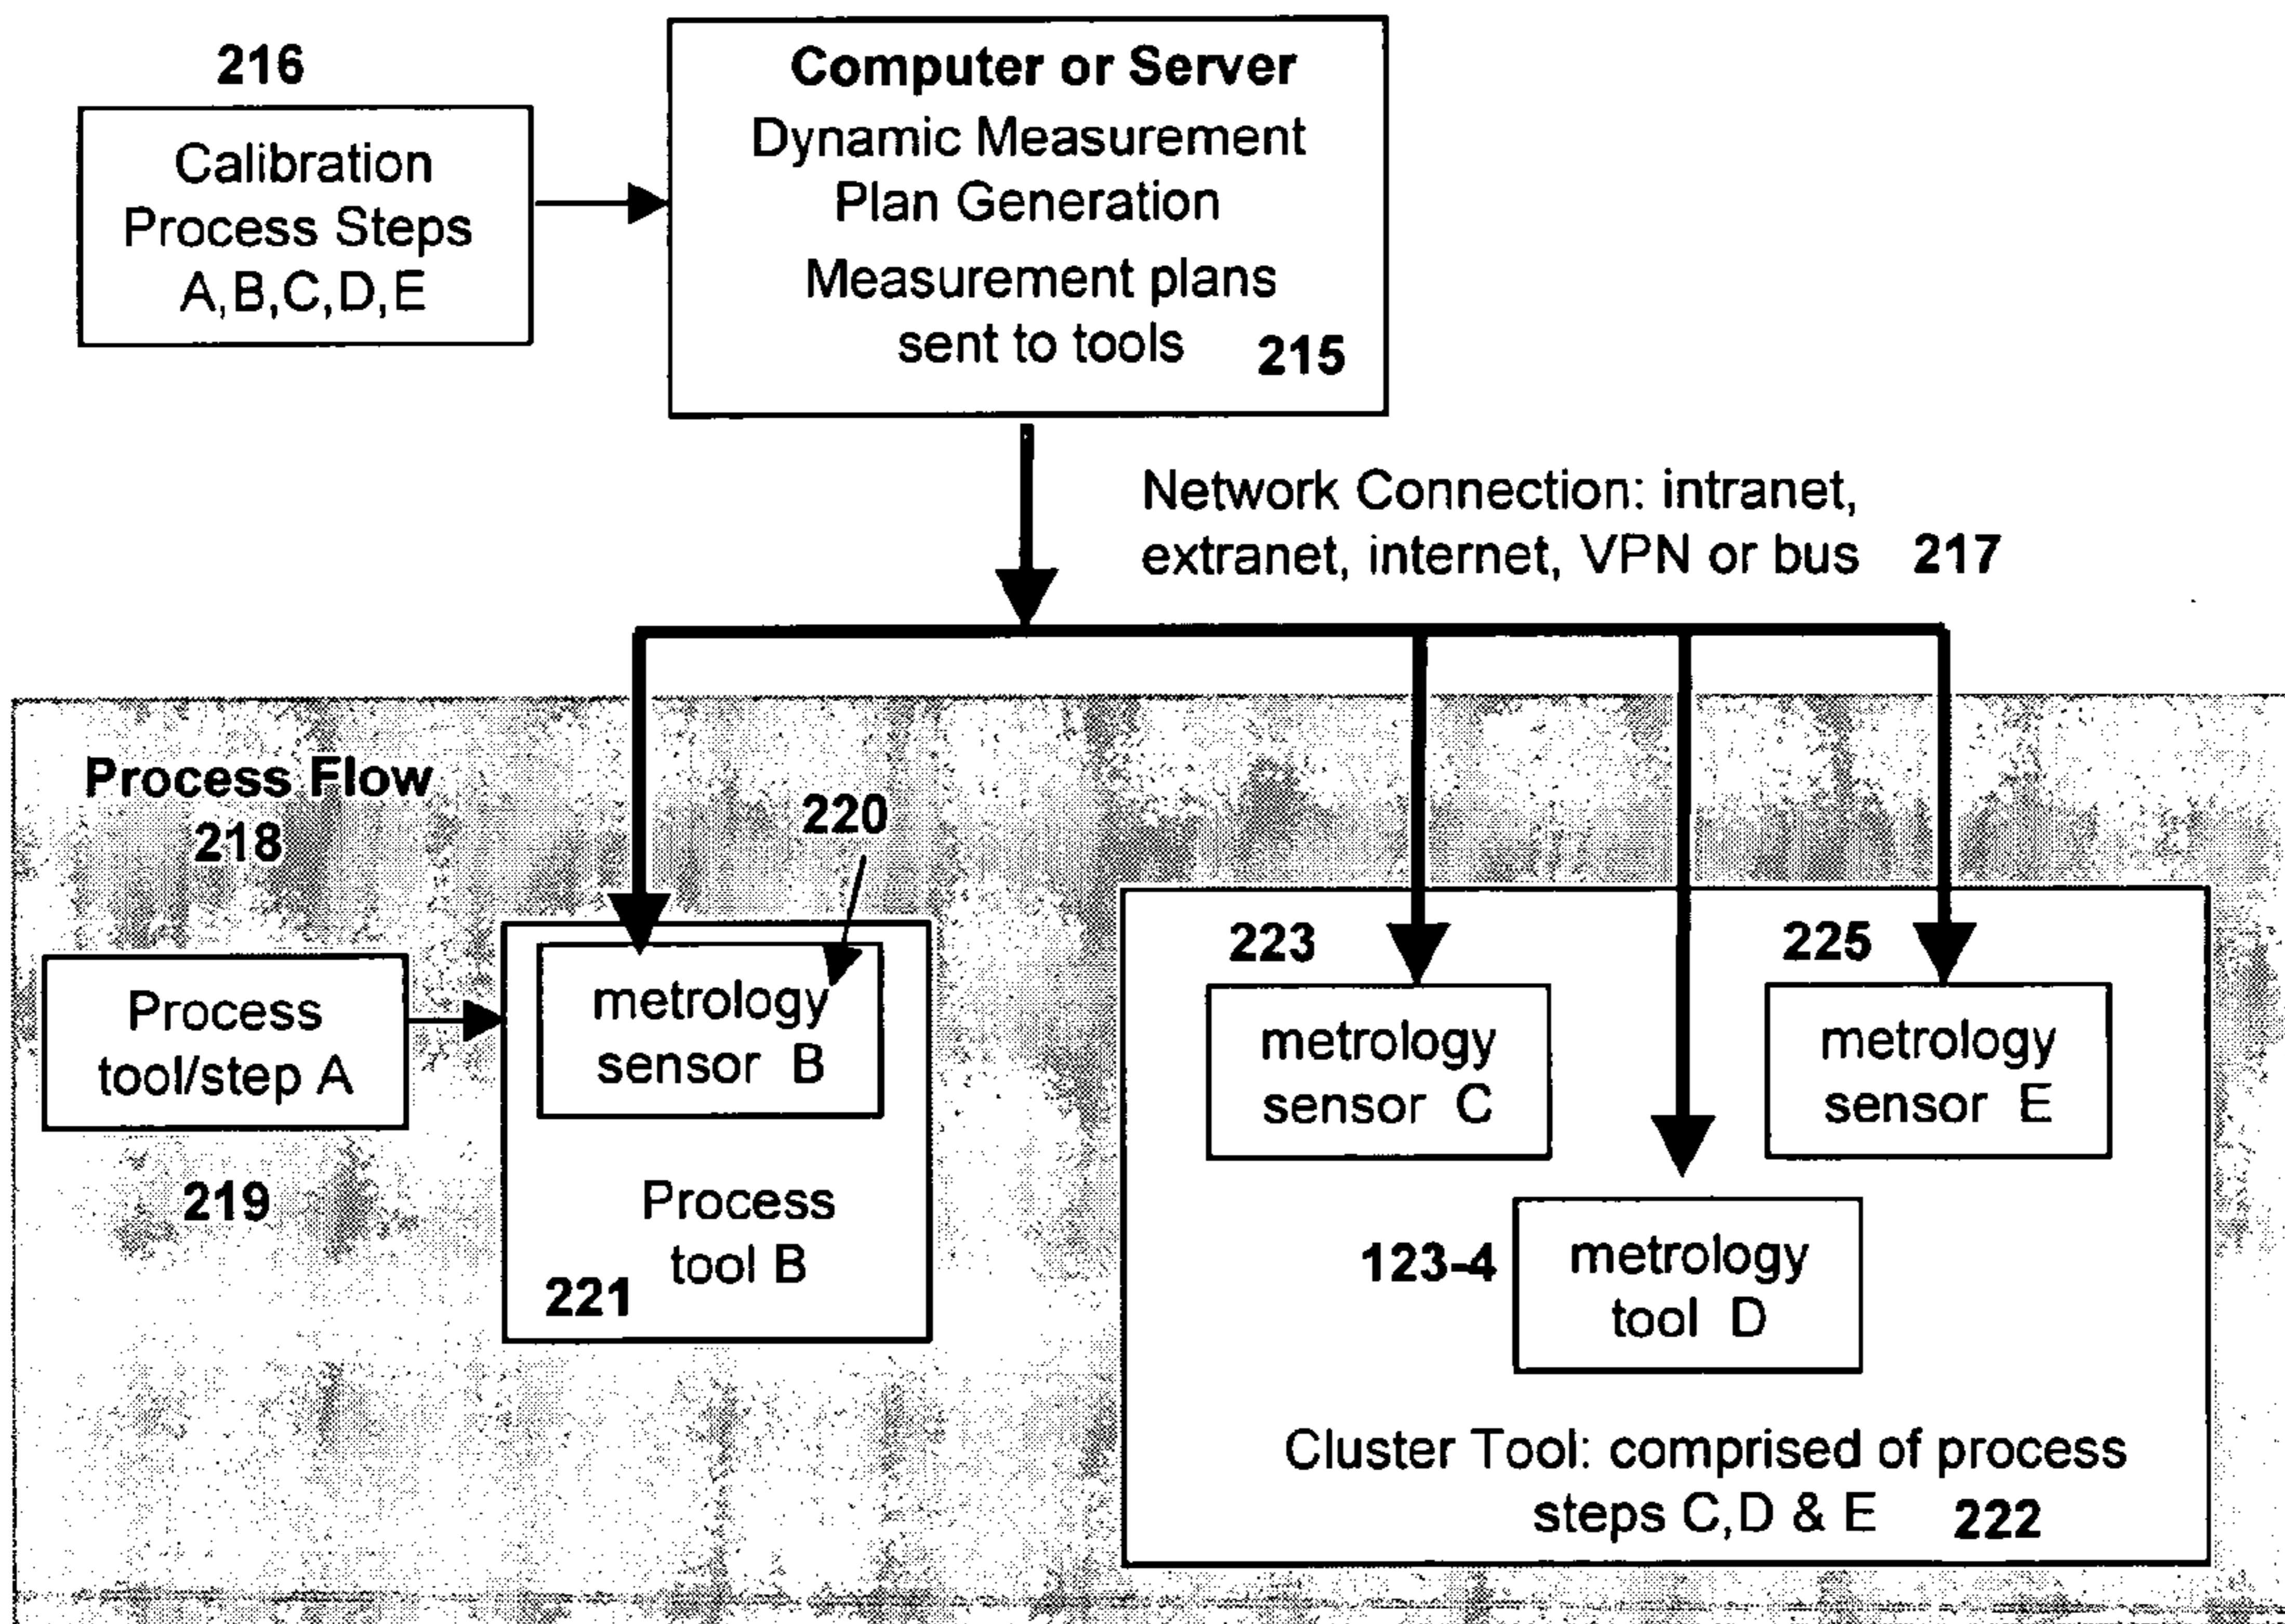 216
Calibration
Process Steps
A,B,C,D,E
Computer or Server
Dynamic Measurement
Plan Generation
Measurement plans
sent to tools 215
Network Connection: intranet,
extranet, internet, VPN or bus 217
Process Flow
218
220
Process
tool/step A
219
metrology
sensor B
Process
tool B
221
223
metrology
sensor C
225
metrology
sensor E
123-4
metrology
tool D
Cluster Tool: comprised of process
steps C,D & E 222